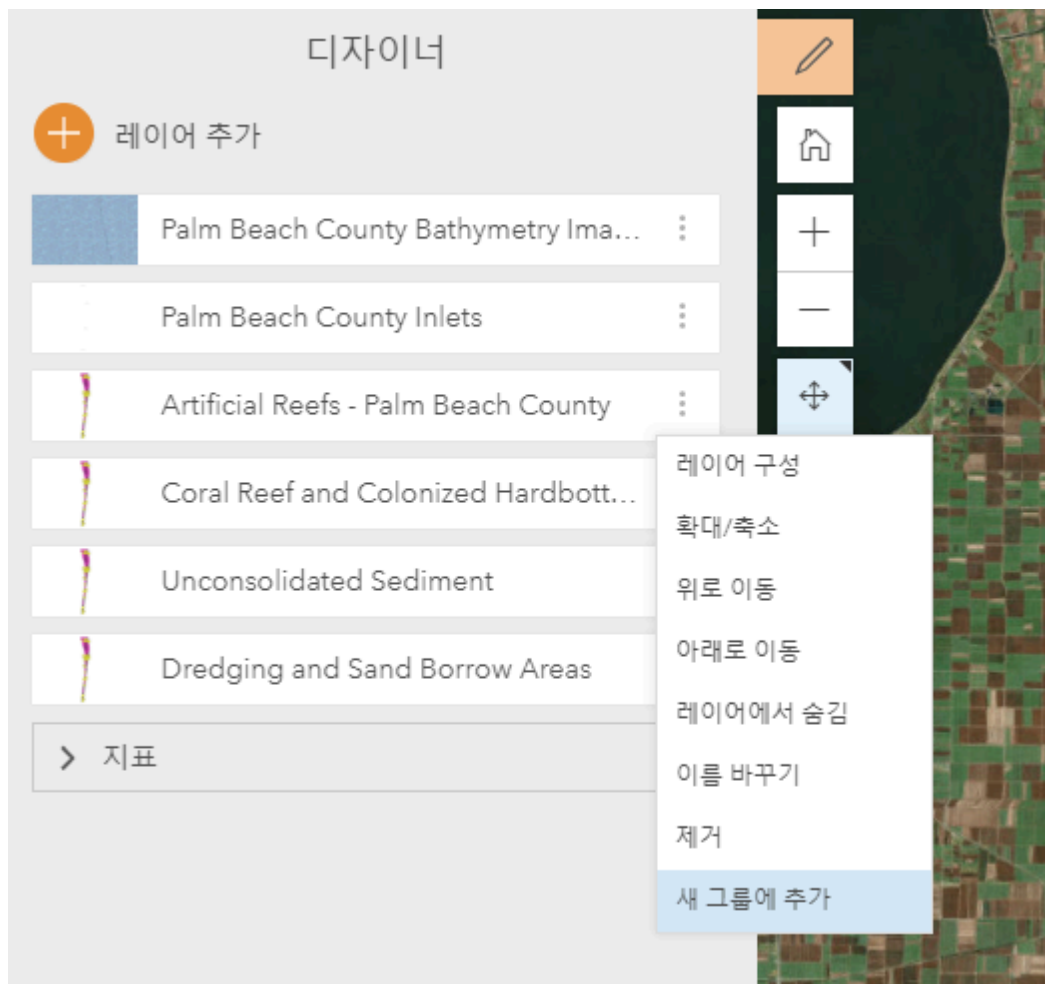 디자이너
레이어 추가
Palm Beach County Bathymetry Ima...
Palm Beach County Inlets
Artificial Reefs - Palm Beach County
Coral Reef and Colonized Hardbott...
Unconsolidated Sediment
Dredging and Sand Borrow Areas
지표
레이어 구성
확대/축소
위로 이동
아래로 이동
레이어에서 숨김
이름 바꾸기
제거
새 그룹에 추가